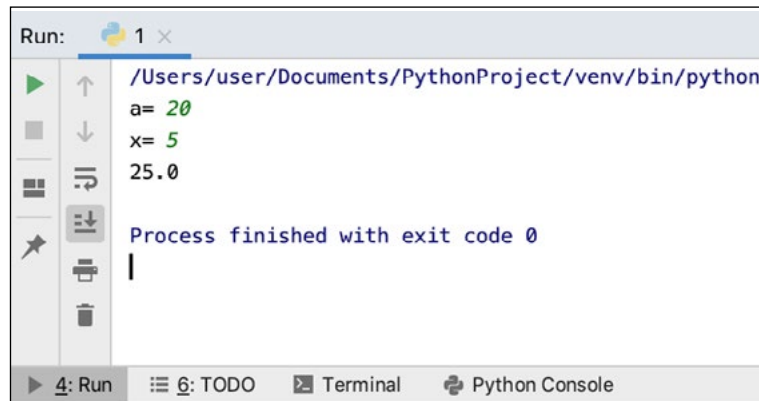 Run: 1 ×
/Users/user/Documents/PythonProject/venv/bin/python
a= 20
x= 5
25.0
Process finished with exit code 0
4: Run 6: TODO Terminal Python Console